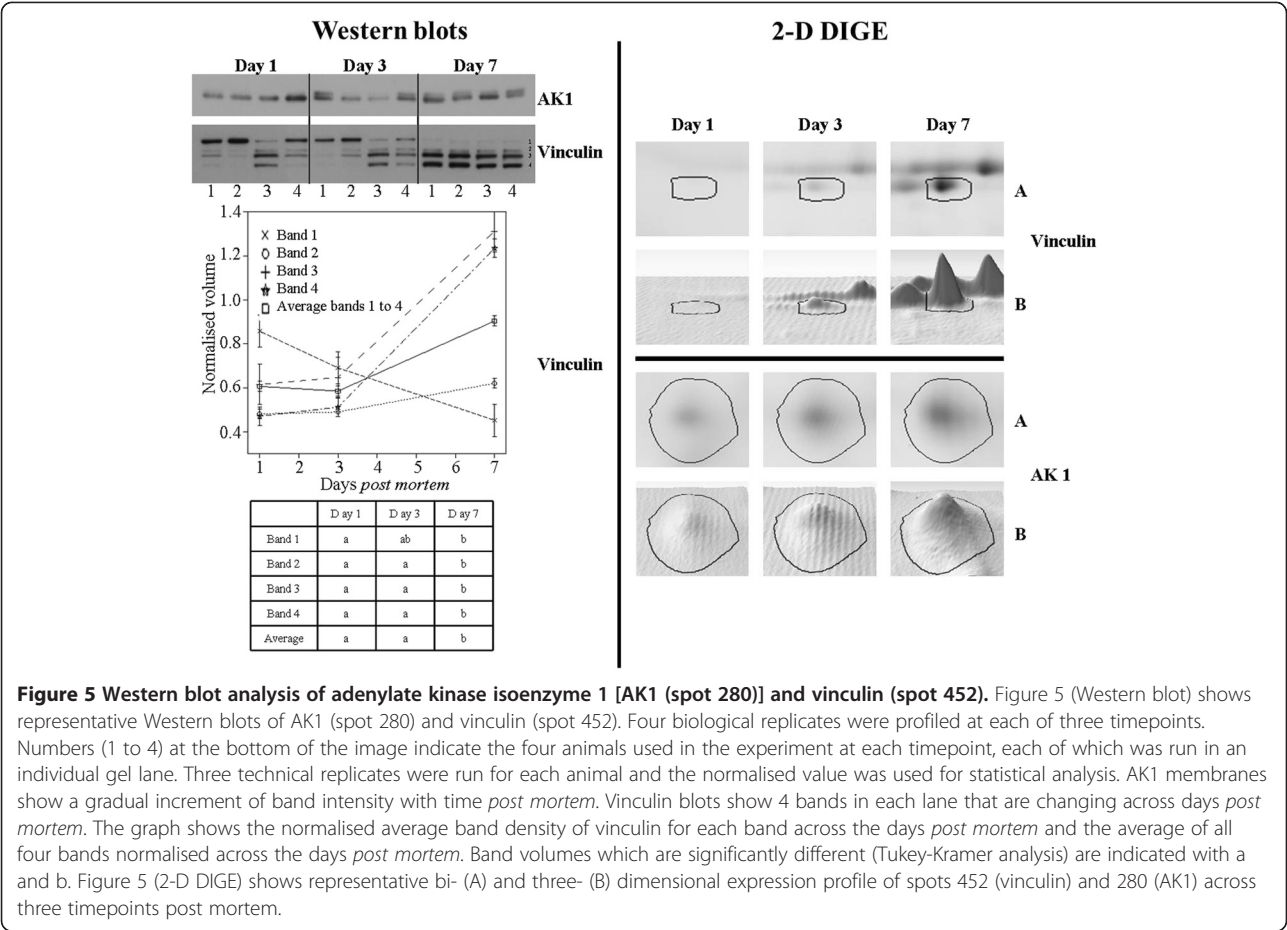 Western blots
Day 1 Day 3 Day 7
AK1
Vinculin
1
2
3
4
1 2 3 4 1 2 3 4 1 2 3 4
1.4
1.2
1.0
0.8
0.6
0.4
Normalised volume
Band 1
Band 2
Band 3
Band 4
Average bands 1 to 4
Vinculin
1 2 3 4 5 6 7
Days post mortem
D ay 1 D ay 3 D ay 7
Band 1 a ab b
Band 2 a a b
Band 3 a a b
Band 4 a a b
Average a a b
2-D DIGE
Day 1 Day 3 Day 7
A
Vinculin
B
A
AK 1
B
Figure 5 Western blot analysis of adenylate kinase isoenzyme 1 [AK1 (spot 280)] and vinculin (spot 452). Figure 5 (Western blot) shows
representative Western blots of AK1 (spot 280) and vinculin (spot 452). Four biological replicates were profiled at each of three timepoints.
Numbers (1 to 4) at the bottom of the image indicate the four animals used in the experiment at each timepoint, each of which was run in an
individual gel lane. Three technical replicates were run for each animal and the normalised value was used for statistical analysis. AK1 membranes
show a gradual increment of band intensity with time post mortem. Vinculin blots show 4 bands in each lane that are changing across days post
mortem. The graph shows the normalised average band density of vinculin for each band across the days post mortem and the average of all
four bands normalised across the days post mortem. Band volumes which are significantly different (Tukey-Kramer analysis) are indicated with a
and b. Figure 5 (2-D DIGE) shows representative bi- (A) and three- (B) dimensional expression profile of spots 452 (vinculin) and 280 (AK1) across
three timepoints post mortem.